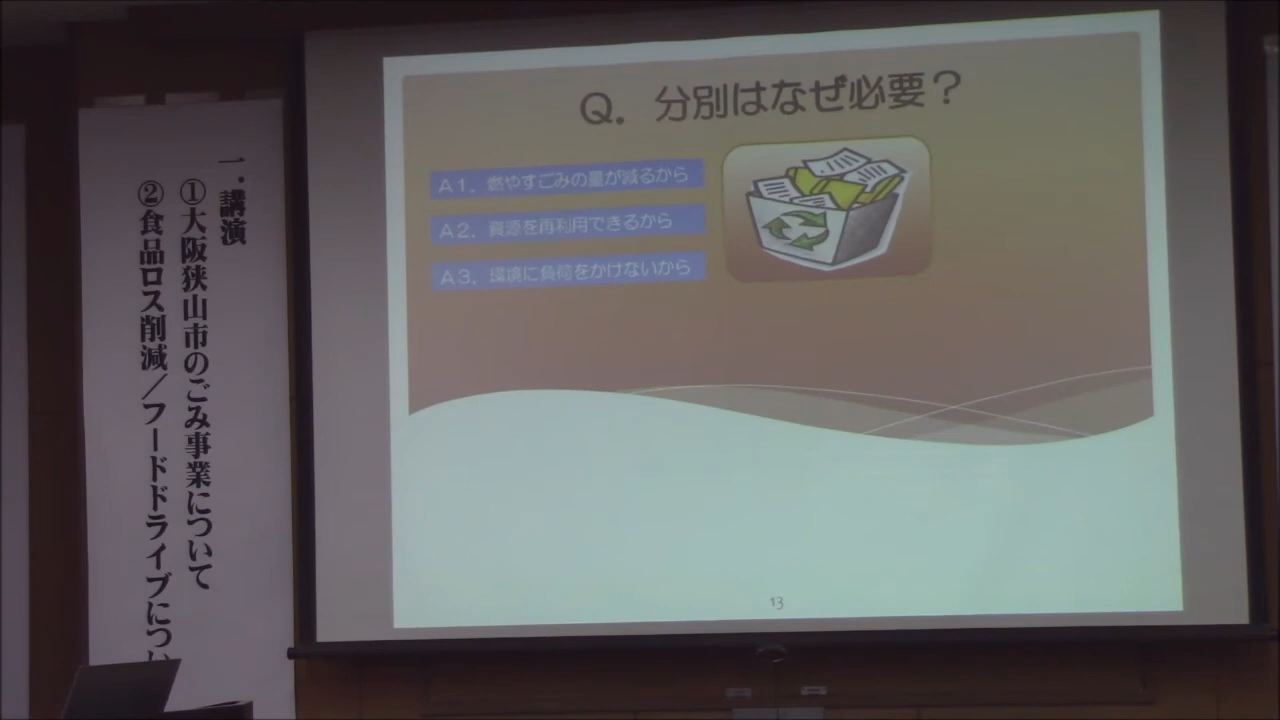 一．講演
①大阪狭山市のごみ事業について
②食品ロス削減／フードドライブについ
Q．分別はなぜ必要？
A1．燃やすごみの量が減るから
A2．資源を再利用できるから
A3．環境に負荷をかけないから
13